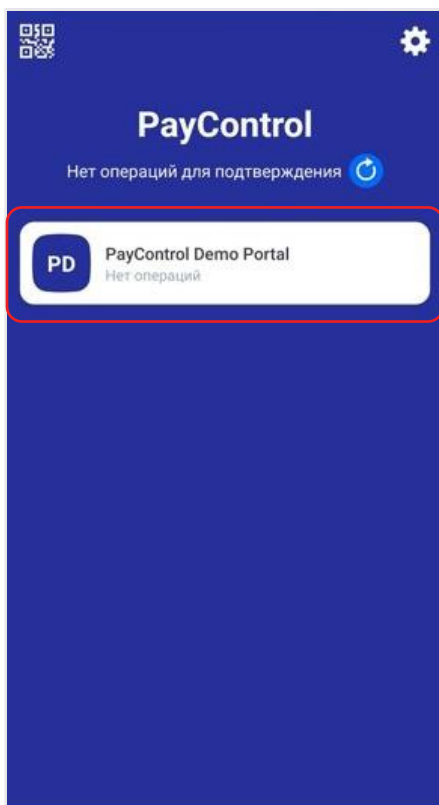 PayControl
Нет операций для подтверждения
PD
PayControl Demo Portal
Нет операций